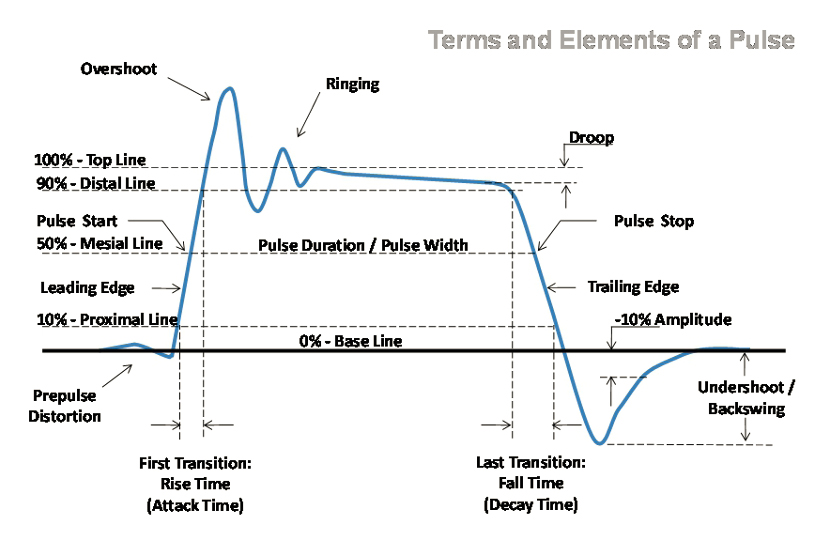 Terms and Elements of a Pulse
Overshoot
Ringing
Droop
100% - Top Line
90% - Distal Line
Pulse Start
Pulse Stop
50% - Mesial Line
Pulse Duration / Pulse Width
Leading Edge
Trailing Edge
10% - Proximal Line
-10% Amplitude
0% - Base Line
Prepulse
Distortion
Undershoot /
Backswing
First Transition:
Rise Time
(Attack Time)
Last Transition:
Fall Time
(Decay Time)